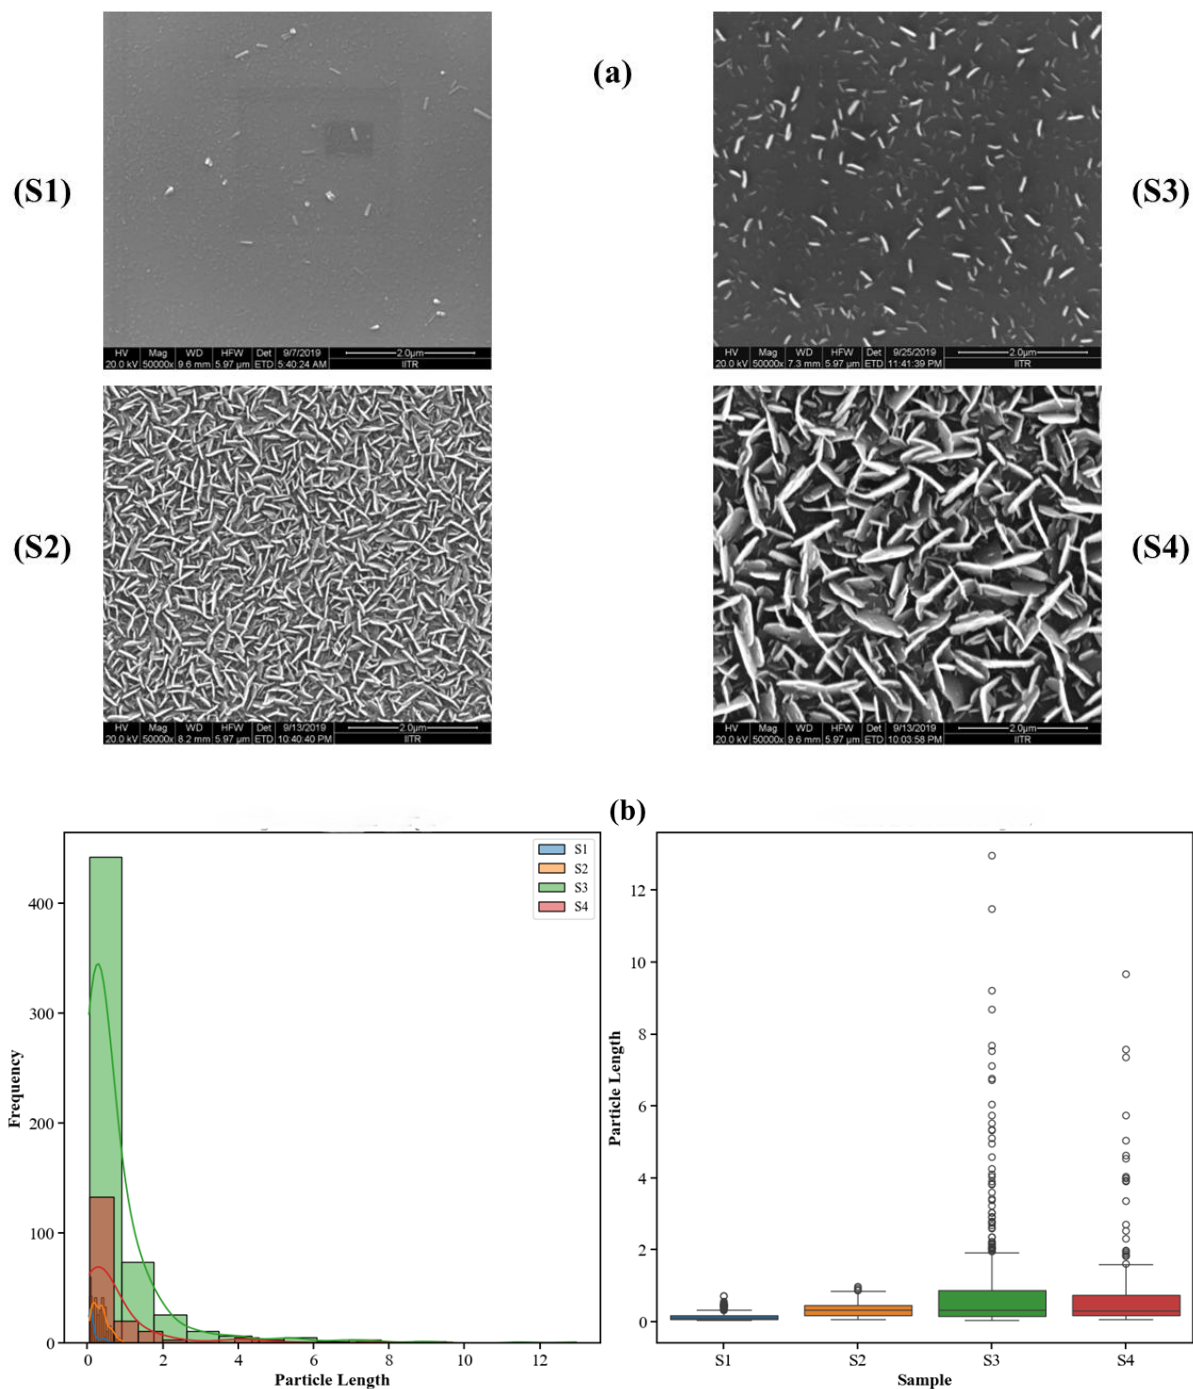 (a)
(S1)
HV Mag WD HFW Det 9/7/2019 2.0µm
20.0 kV 50000x 9.6 mm 5.97 µm ETD 5:40:24 AM IITR
(S3)
HV Mag WD HFW Det 9/25/2019 2.0µm
20.0 kV 50000x 7.3 mm 5.97 µm ETD 11:41:39 PM IITR
(S2)
HV Mag WD HFW Det 9/13/2019 2.0µm
20.0 kV 50000x 8.2 mm 5.97 µm ETD 10:40:40 PM IITR
(S4)
HV Mag WD HFW Det 9/13/2019 2.0µm
20.0 kV 50000x 9.6 mm 5.97 µm ETD 10:03:58 PM IITR
(b)
Frequency
400
300
200
100
0
S1
S2
S3
S4
0 2 4 6 8 10 12
Particle Length
Particle Length
12
10
8
6
4
2
0
S1 S2 S3 S4
Sample